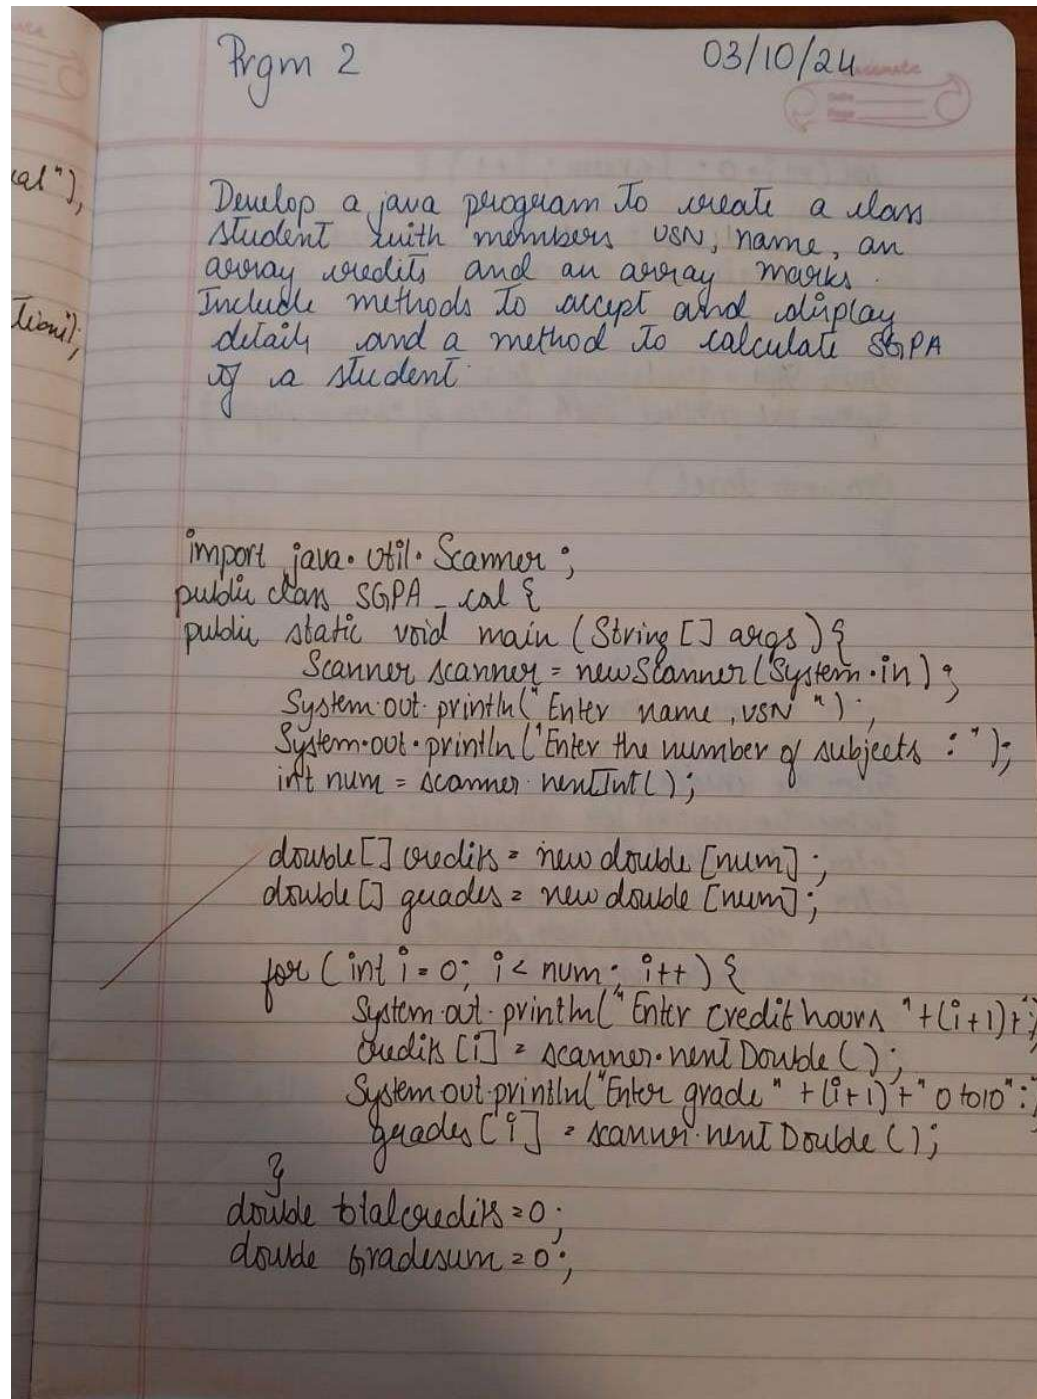 Prgm 2
03/10/24
cal"),
tion");
Develop a java program to create a class
student with members USN, name, an
array credits and an array marks.
Include methods to accept and display
details and a method to calculate SGPA
of a student.
import java.util.Scanner;
public class SGPA_cal {
public static void main (String [] args) {
Scanner scanner = new Scanner (System.in);
System.out.println("Enter name, USN ");
System.out.println("Enter the number of subjects : ");
int num = scanner.nextInt();
double[] credits = new double [num];
double [] grades = new double [num];
for (int i = 0; i < num; i++) {
System.out.println("Enter credit hours "+(i+1)+
credits [i] = scanner.nextDouble ();
System.out.println("Enter grade " + (i+1) + " 0 to 10":)
grades [i] = scanner.nextDouble ();
}
double totalcredits = 0;
double Gradesum = 0;